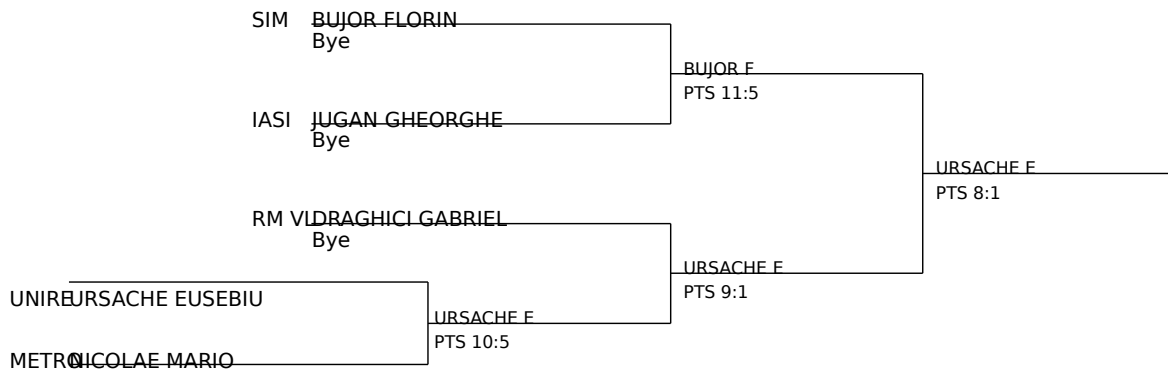 SIM BUJOR FLORIN
Bye
BUJOR F
PTS 11:5
IASI JUGAN GHEORGHE
Bye
URSACHE E
PTS 8:1
RM VL DRAGHICI GABRIEL
Bye
URSACHE E
PTS 9:1
UNIRE URSACHE EUSEBIU
URSACHE E
PTS 10:5
METRO NICOLAE MARIO